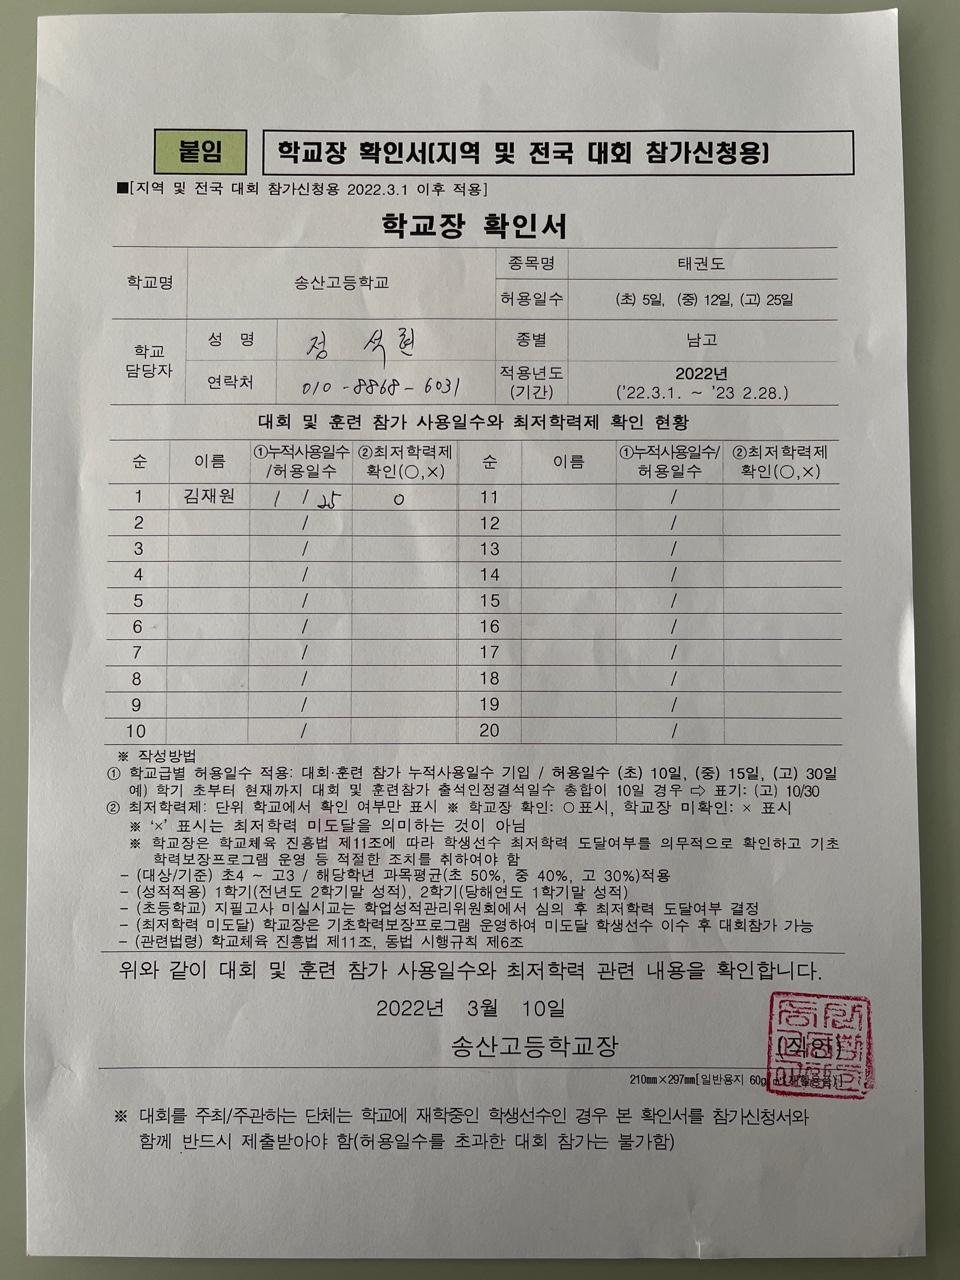 붙임
학교장 확인서(지역 및 전국 대회 참가신청용)
■[지역 및 전국 대회 참가신청용 2022.3.1 이후 적용]
학교장 확인서
학교명 송산고등학교 종목명 태권도
허용일수 (초) 5일, (중) 12일, (고) 25일
학교 담당자 성 명 정 석현 종별 남고
연락처 010-8868-6031 적용년도 (기간) 2022년 ('22.3.1. ~ '23 2.28.)
대회 및 훈련 참가 사용일수와 최저학력제 확인 현황
순 이름 ①누적사용일수 /허용일수 ②최저학력제 확인(○,×) 순 이름 ①누적사용일수/ 허용일수 ②최저학력제 확인(○,×)
1 김재원 1 / 25 ○ 11 /
2 / 12 /
3 / 13 /
4 / 14 /
5 / 15 /
6 / 16 /
7 / 17 /
8 / 18 /
9 / 19 /
10 / 20 /
※ 작성방법
① 학교급별 허용일수 적용: 대회·훈련 참가 누적사용일수 기입 / 허용일수 (초) 10일, (중) 15일, (고) 30일
예) 학기 초부터 현재까지 대회 및 훈련참가 출석인정결석일수 총합이 10일 경우 ⇨ 표기: (고) 10/30
② 최저학력제: 단위 학교에서 확인 여부만 표시 ※ 학교장 확인: ○표시, 학교장 미확인: × 표시
※ '×' 표시는 최저학력 미도달을 의미하는 것이 아님
※ 학교장은 학교체육 진흥법 제11조에 따라 학생선수 최저학력 도달여부를 의무적으로 확인하고 기초
학력보장프로그램 운영 등 적절한 조치를 취하여야 함
- (대상/기준) 초4 ~ 고3 / 해당학년 과목평균(초 50%, 중 40%, 고 30%)적용
- (성적적용) 1학기(전년도 2학기말 성적), 2학기(당해연도 1학기말 성적)
- (초등학교) 지필고사 미실시교는 학업성적관리위원회에서 심의 후 최저학력 도달여부 결정
- (최저학력 미도달) 학교장은 기초학력보장프로그램 운영하여 미도달 학생선수 이수 후 대회참가 가능
- (관련법령) 학교체육 진흥법 제11조, 동법 시행규칙 제6조
위와 같이 대회 및 훈련 참가 사용일수와 최저학력 관련 내용을 확인합니다.
2022년 3월 10일
송산고등학교장 (직인)
210㎜×297㎜[일반용지 60g/㎡(재활용품)]
※ 대회를 주최/주관하는 단체는 학교에 재학중인 학생선수인 경우 본 확인서를 참가신청서와
함께 반드시 제출받아야 함(허용일수를 초과한 대회 참가는 불가함)